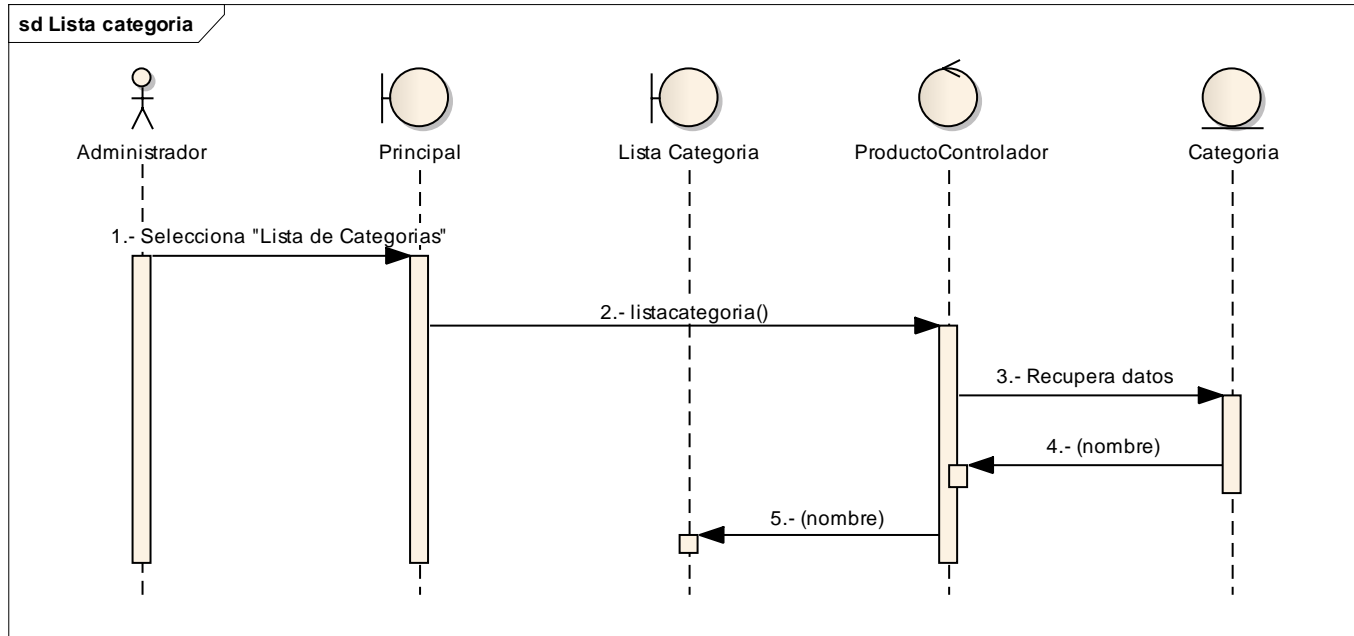 sd Lista categoria
Administrador
Principal
Lista Categoria
ProductoControlador
Categoria
1.- Selecciona "Lista de Categorias"
2.- listacategoria()
3.- Recupera datos
4.- (nombre)
5.- (nombre)